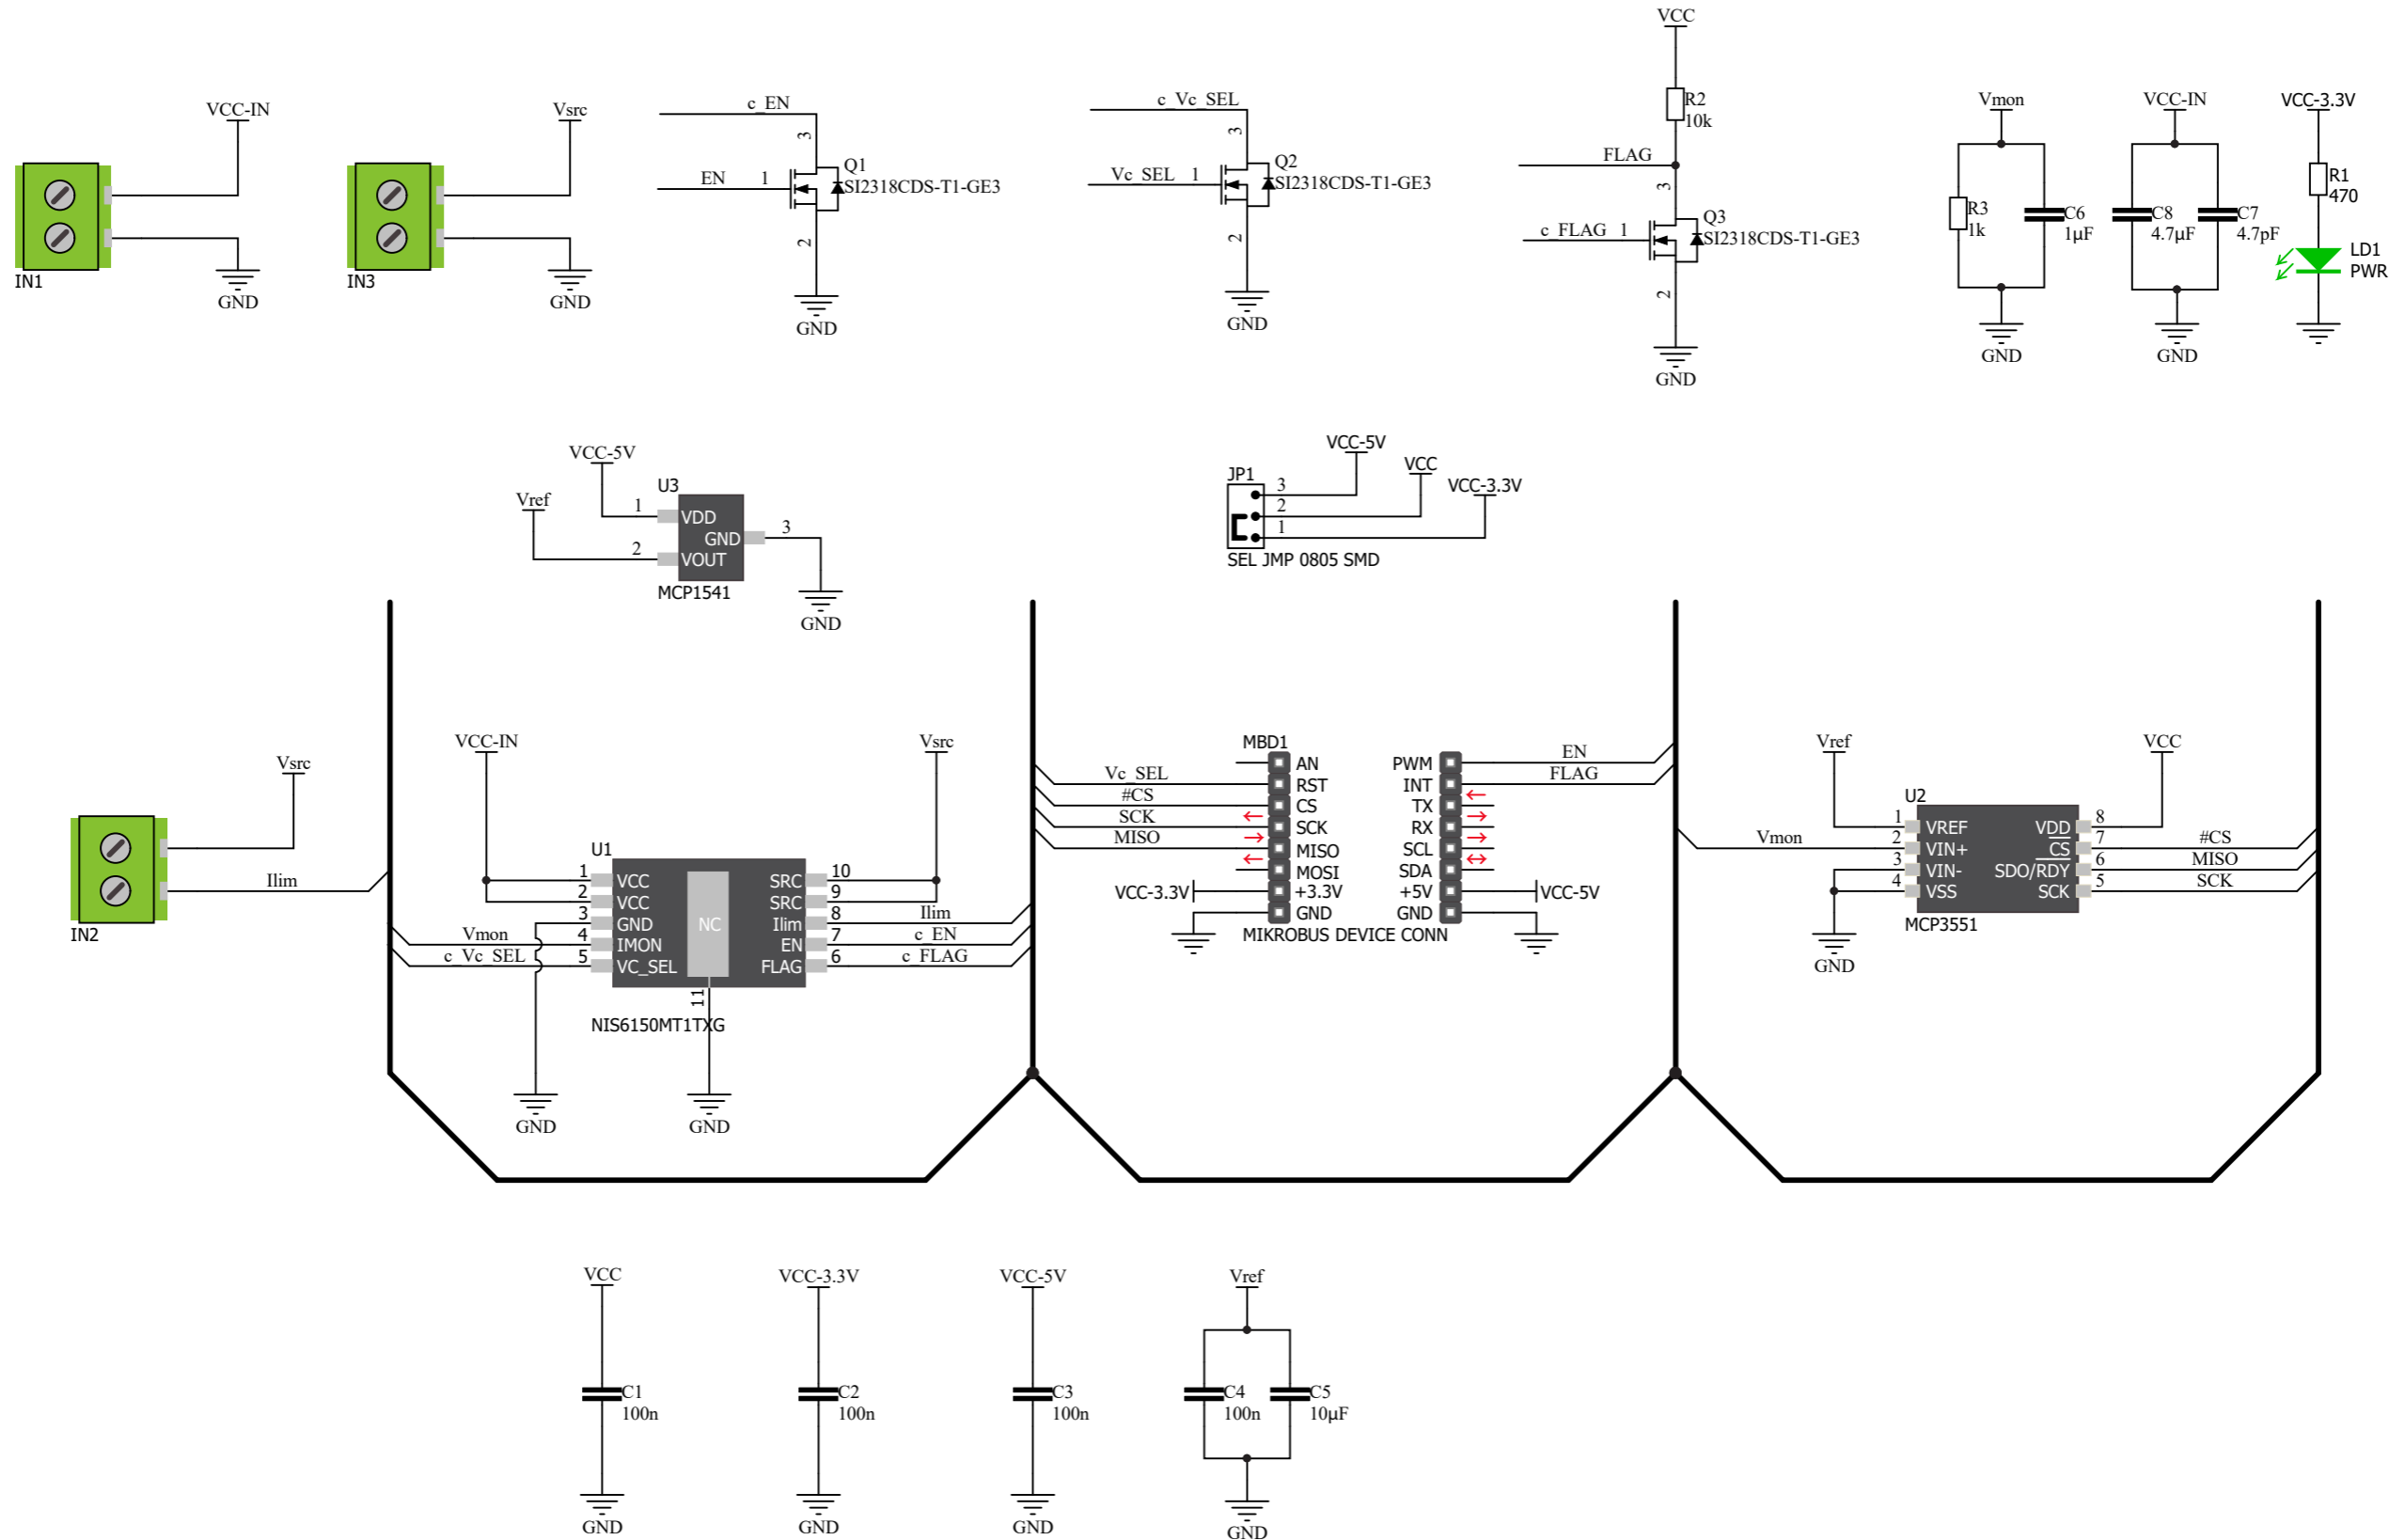 VCC-IN
IN1
GND
Vsrc
IN3
GND
c_EN
3
Q1
EN 1
SI2318CDS-T1-GE3
2
GND
c_Vc_SEL
3
Q2
Vc_SEL 1
SI2318CDS-T1-GE3
2
GND
VCC
R2
10k
FLAG
3
Q3
c_FLAG 1
SI2318CDS-T1-GE3
2
GND
Vmon
R3
1k
C6
1µF
GND
VCC-IN
C8
4.7µF
C7
4.7pF
GND
VCC-3.3V
R1
470
LD1
PWR
VCC-5V
Vref
U3
1 VDD
GND 3
2 VOUT
MCP1541
GND
VCC-5V
VCC
VCC-3.3V
JP1
3
2
1
SEL JMP 0805 SMD
Vsrc
Ilim
IN2
VCC-IN
Vsrc
U1
1 VCC SRC 10
2 VCC SRC 9
3 GND NC Ilim 8 Ilim
Vmon 4 IMON EN 7 c_EN
c_Vc_SEL 5 VC_SEL FLAG 6 c_FLAG
11
NIS6150MT1TXG
GND
GND
MBD1
AN PWM EN
Vc_SEL RST INT FLAG
#CS CS TX
SCK SCK RX
MISO MISO SCL
MOSI SDA
VCC-3.3V +3.3V +5V VCC-5V
GND GND
MIKROBUS DEVICE CONN
Vref
VCC
U2
1 VREF VDD 8
Vmon 2 VIN+ CS 7 #CS
3 VIN- SDO/RDY 6 MISO
4 VSS SCK 5 SCK
MCP3551
GND
VCC
C1
100n
GND
VCC-3.3V
C2
100n
GND
VCC-5V
C3
100n
GND
Vref
C4
100n
C5
10µF
GND